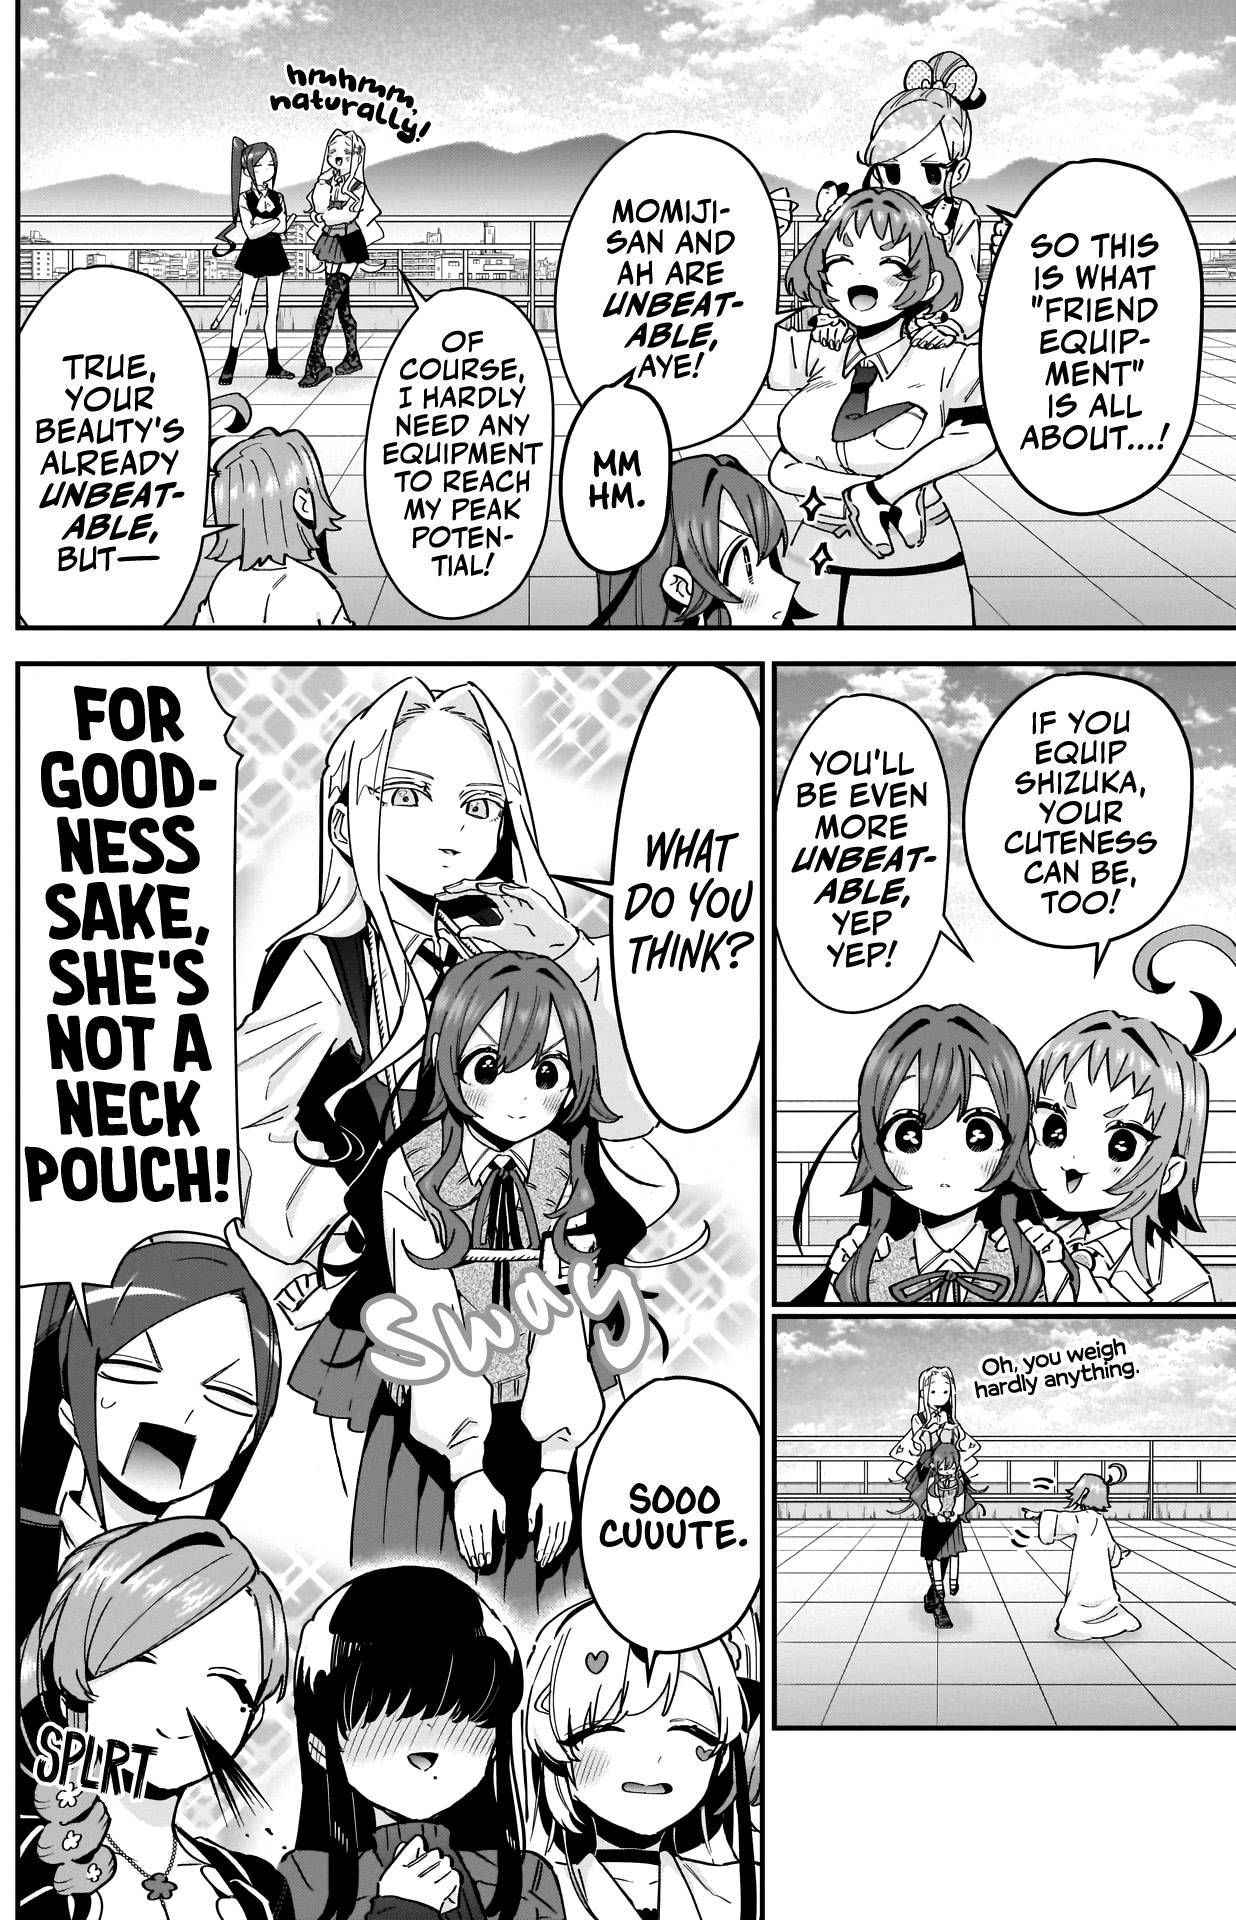 SO THIS
IS WHAT
"FRIEND
EQUIP-
MENT"
IS ALL
ABOUT...!
MOMIJI-
SAN AND
AH ARE
UNBEAT-
ABLE,
AYE!
MM
HM.
hmhmm,
naturally!
OF
COURSE,
I HARDLY
NEED ANY
EQUIPMENT
TO REACH
MY PEAK
POTEN-
TIAL!
TRUE,
YOUR
BEAUTY'S
ALREADY
UNBEAT-
ABLE,
BUT—
IF YOU
EQUIP
SHIZUKA,
YOUR
CUTENESS
CAN BE,
TOO!
YOU'LL
BE EVEN
MORE
UNBEAT-
ABLE,
YEP
YEP!
Oh, you weigh
hardly anything.
WHAT
DO YOU
THINK?
Sway
FOR
GOOD-
NESS
SAKE,
SHE'S
NOT A
NECK
POUCH!
SOOO
CUUUTE.
SPLRT